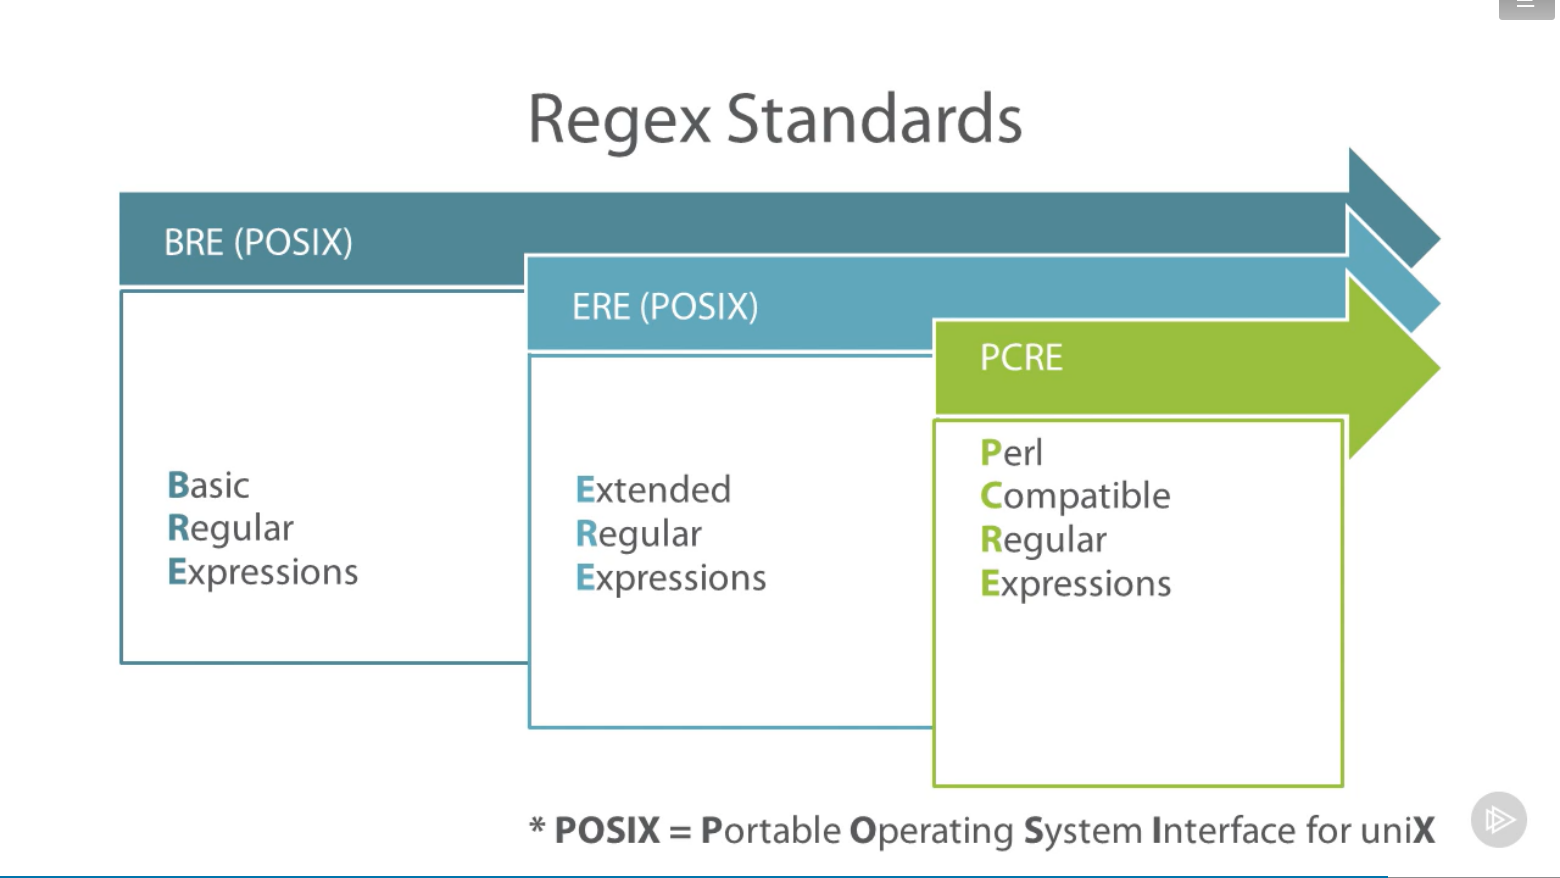 Regex Standards
BRE (POSIX)
Basic
Regular
Expressions
ERE (POSIX)
Extended
Regular
Expressions
PCRE
Perl
Compatible
Regular
Expressions
* POSIX = Portable Operating System Interface for uniX